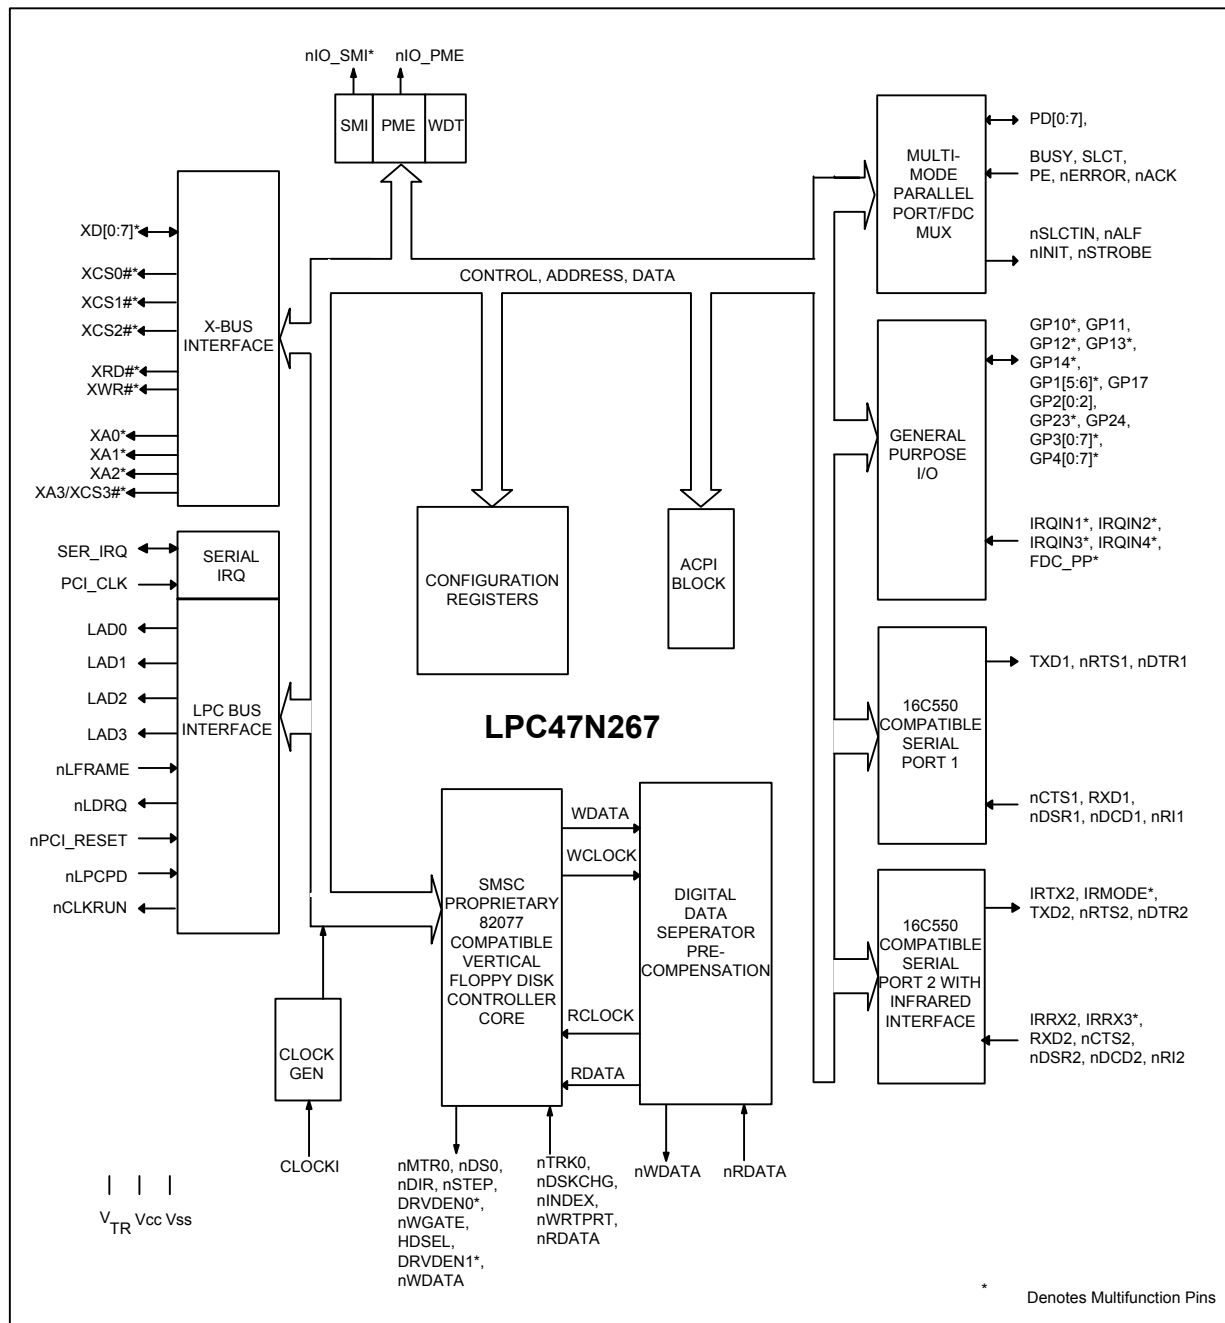 nIO_SMI*
nIO_PME
SMI
PME
WDT
XD[0:7]*
XCS0#*
XCS1#*
XCS2#*
XRD#*
XWR#*
XA0*
XA1*
XA2*
XA3/XCS3#*
X-BUS
INTERFACE
SER_IRQ
PCI_CLK
SERIAL
IRQ
LAD0
LAD1
LAD2
LAD3
nLFRAME
nLDRQ
nPCI_RESET
nLPCPD
nCLKRUN
LPC BUS
INTERFACE
CONTROL, ADDRESS, DATA
CONFIGURATION
REGISTERS
ACPI
BLOCK
LPC47N267
MULTI-
MODE
PARALLEL
PORT/FDC
MUX
PD[0:7],
BUSY, SLCT,
PE, nERROR, nACK
nSLCTIN, nALF
nINIT, nSTROBE
GENERAL
PURPOSE
I/O
GP10*, GP11,
GP12*, GP13*,
GP14*,
GP1[5:6]*, GP17
GP2[0:2],
GP23*, GP24,
GP3[0:7]*,
GP4[0:7]*
IRQIN1*, IRQIN2*,
IRQIN3*, IRQIN4*,
FDC_PP*
16C550
COMPATIBLE
SERIAL
PORT 1
TXD1, nRTS1, nDTR1
nCTS1, RXD1,
nDSR1, nDCD1, nRI1
16C550
COMPATIBLE
SERIAL
PORT 2 WITH
INFRARED
INTERFACE
IRTX2, IRMODE*,
TXD2, nRTS2, nDTR2
IRRX2, IRRX3*,
RXD2, nCTS2,
nDSR2, nDCD2, nRI2
SMSC
PROPRIETARY
82077
COMPATIBLE
VERTICAL
FLOPPY DISK
CONTROLLER
CORE
WDATA
WCLOCK
RCLOCK
RDATA
DIGITAL
DATA
SEPERATOR
PRE-
COMPENSATION
CLOCK
GEN
CLOCKI
nMTR0, nDS0,
nDIR, nSTEP,
DRVDEN0*,
nWGATE,
HDSEL,
DRVDEN1*,
nWDATA
nTRK0,
nDSKCHG,
nINDEX,
nWRTPRT,
nRDATA
nWDATA
nRDATA
VTR Vcc Vss
* Denotes Multifunction Pins